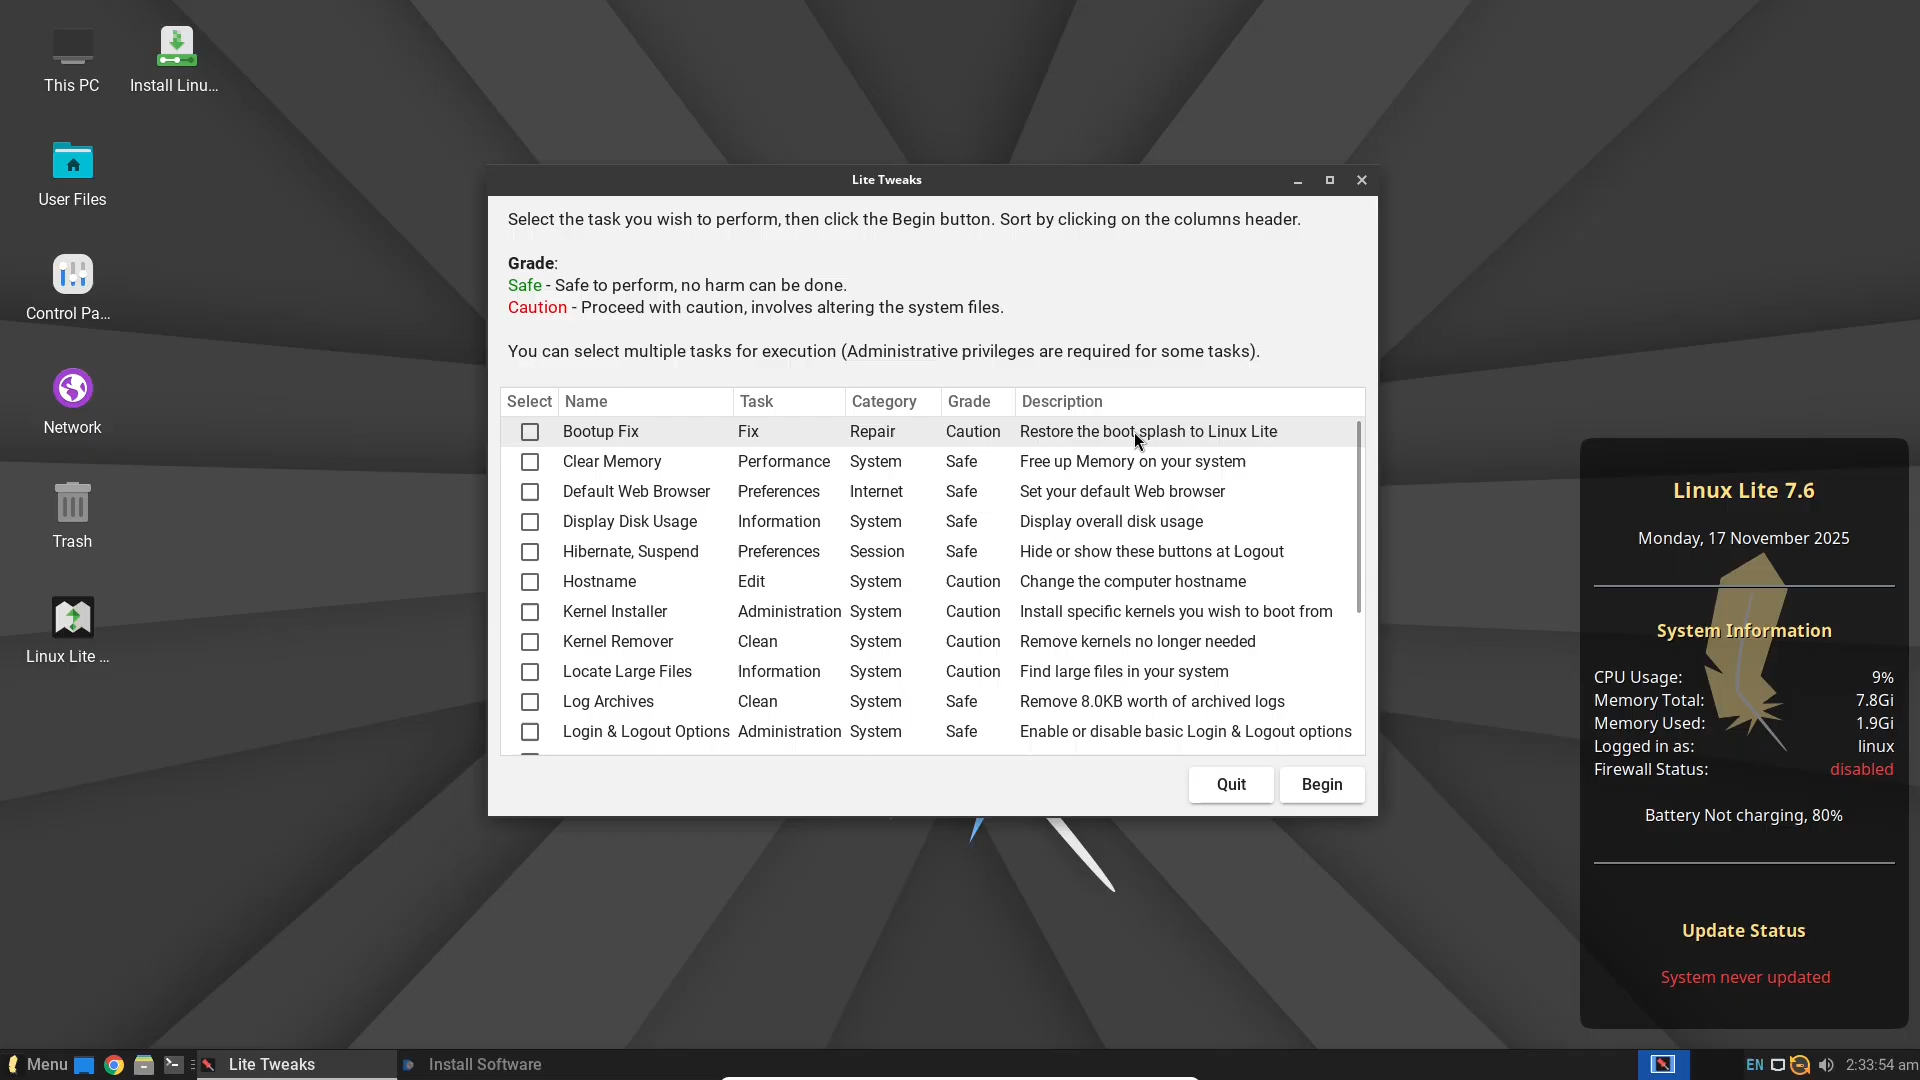 This PC
Install Linu...
User Files
Control Pa...
Network
Trash
Linux Lite ...
Lite Tweaks
Select the task you wish to perform, then click the Begin button. Sort by clicking on the columns header.
Grade:
Safe - Safe to perform, no harm can be done.
Caution - Proceed with caution, involves altering the system files.
You can select multiple tasks for execution (Administrative privileges are required for some tasks).
Select Name Task Category Grade Description
Bootup Fix Fix Repair Caution Restore the boot splash to Linux Lite
Clear Memory Performance System Safe Free up Memory on your system
Default Web Browser Preferences Internet Safe Set your default Web browser
Display Disk Usage Information System Safe Display overall disk usage
Hibernate, Suspend Preferences Session Safe Hide or show these buttons at Logout
Hostname Edit System Caution Change the computer hostname
Kernel Installer Administration System Caution Install specific kernels you wish to boot from
Kernel Remover Clean System Caution Remove kernels no longer needed
Locate Large Files Information System Caution Find large files in your system
Log Archives Clean System Safe Remove 8.0KB worth of archived logs
Login & Logout Options Administration System Safe Enable or disable basic Login & Logout options
Quit Begin
Linux Lite 7.6
Monday, 17 November 2025
System Information
CPU Usage: 9%
Memory Total: 7.8Gi
Memory Used: 1.9Gi
Logged in as: linux
Firewall Status: disabled
Battery Not charging, 80%
Update Status
System never updated
Menu Lite Tweaks Install Software EN 2:33:54 am